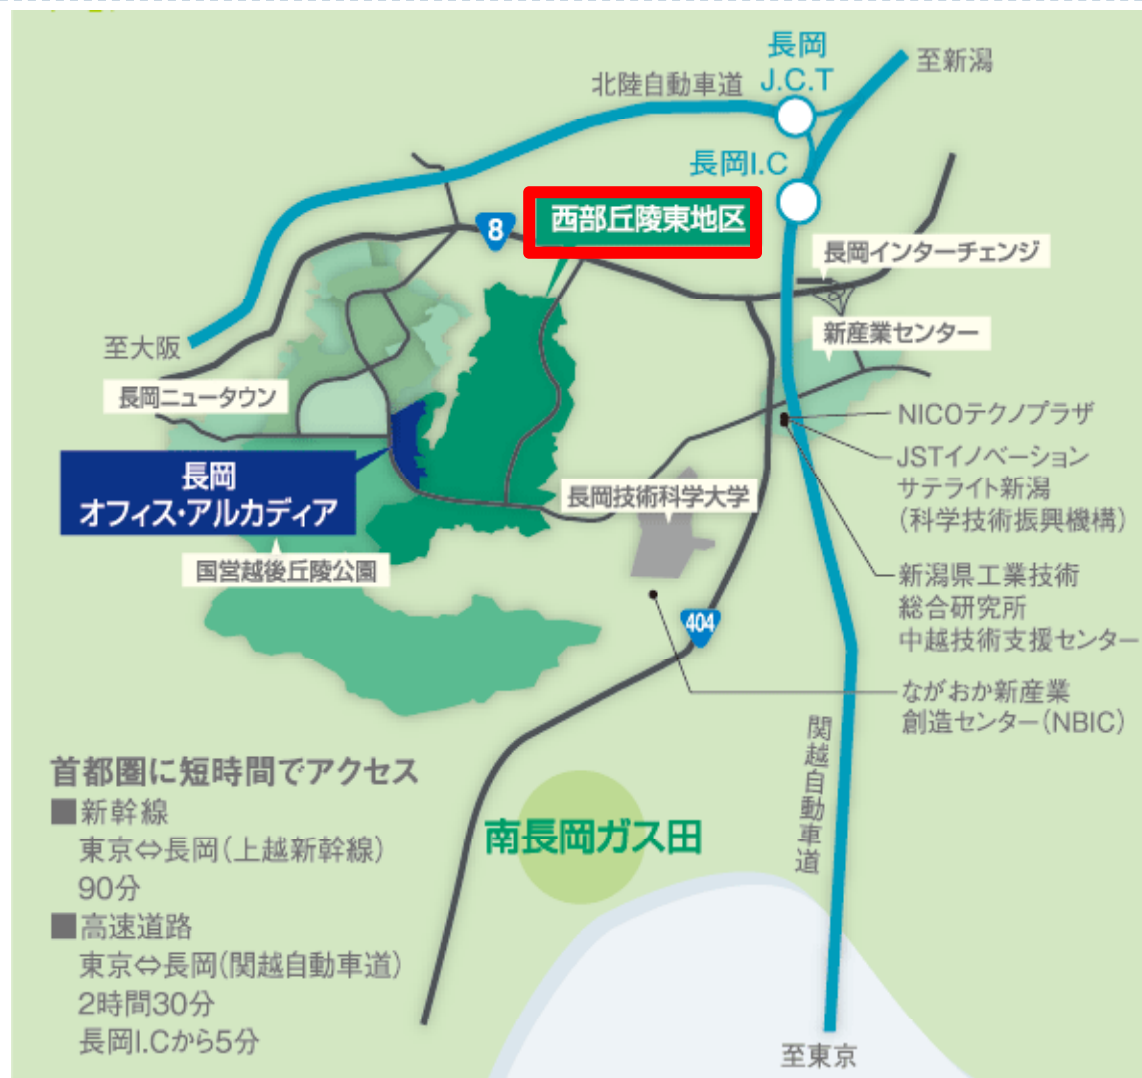 長岡
J.C.T
至新潟
北陸自動車道
長岡I.C
西部丘陵東地区
8
長岡インターチェンジ
新産業センター
至大阪
長岡ニュータウン
NICOテクノプラザ
JSTイノベーション
サテライト新潟
(科学技術振興機構)
長岡
オフィス・アルカディア
長岡技術科学大学
国営越後丘陵公園
新潟県工業技術
総合研究所
中越技術支援センター
404
ながおか新産業
創造センター(NBIC)
関越自動車道
首都圏に短時間でアクセス
■新幹線
東京⇔長岡(上越新幹線)
90分
■高速道路
東京⇔長岡(関越自動車道)
2時間30分
長岡I.Cから5分
南長岡ガス田
至東京